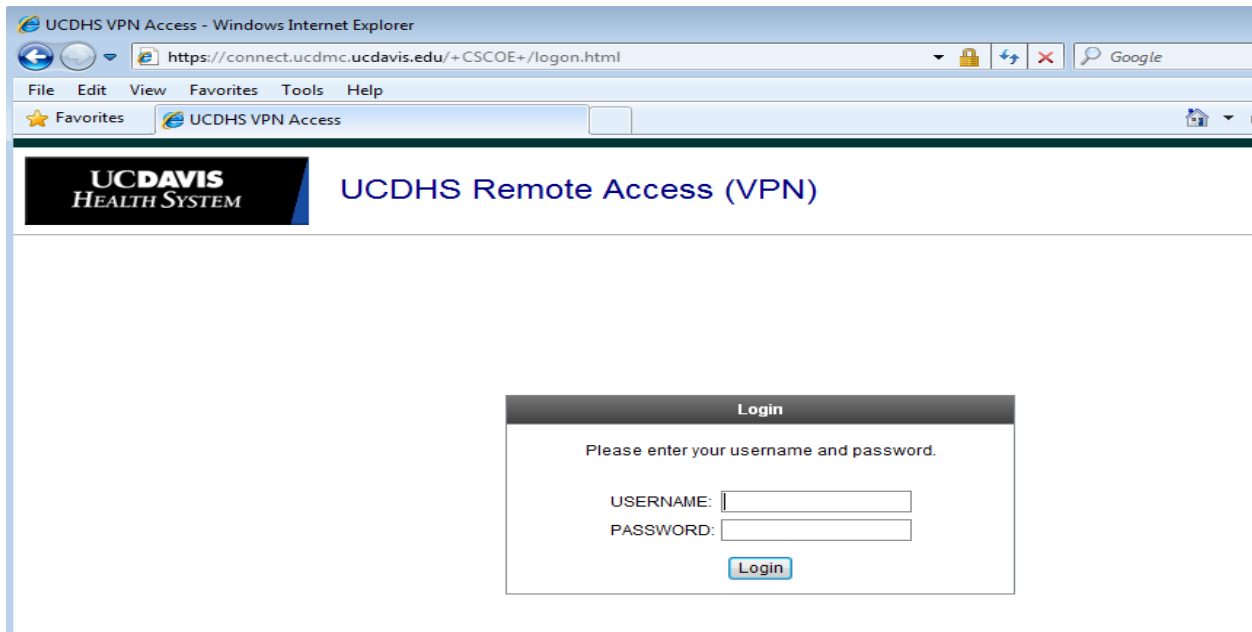 UCDHS VPN Access - Windows Internet Explorer
https://connect.ucdmc.ucdavis.edu/+CSCOE+/logon.html Google
File Edit View Favorites Tools Help
Favorites UCDHS VPN Access
UCDAVIS
HEALTH SYSTEM
UCDHS Remote Access (VPN)
Login
Please enter your username and password.
USERNAME:
PASSWORD:
Login